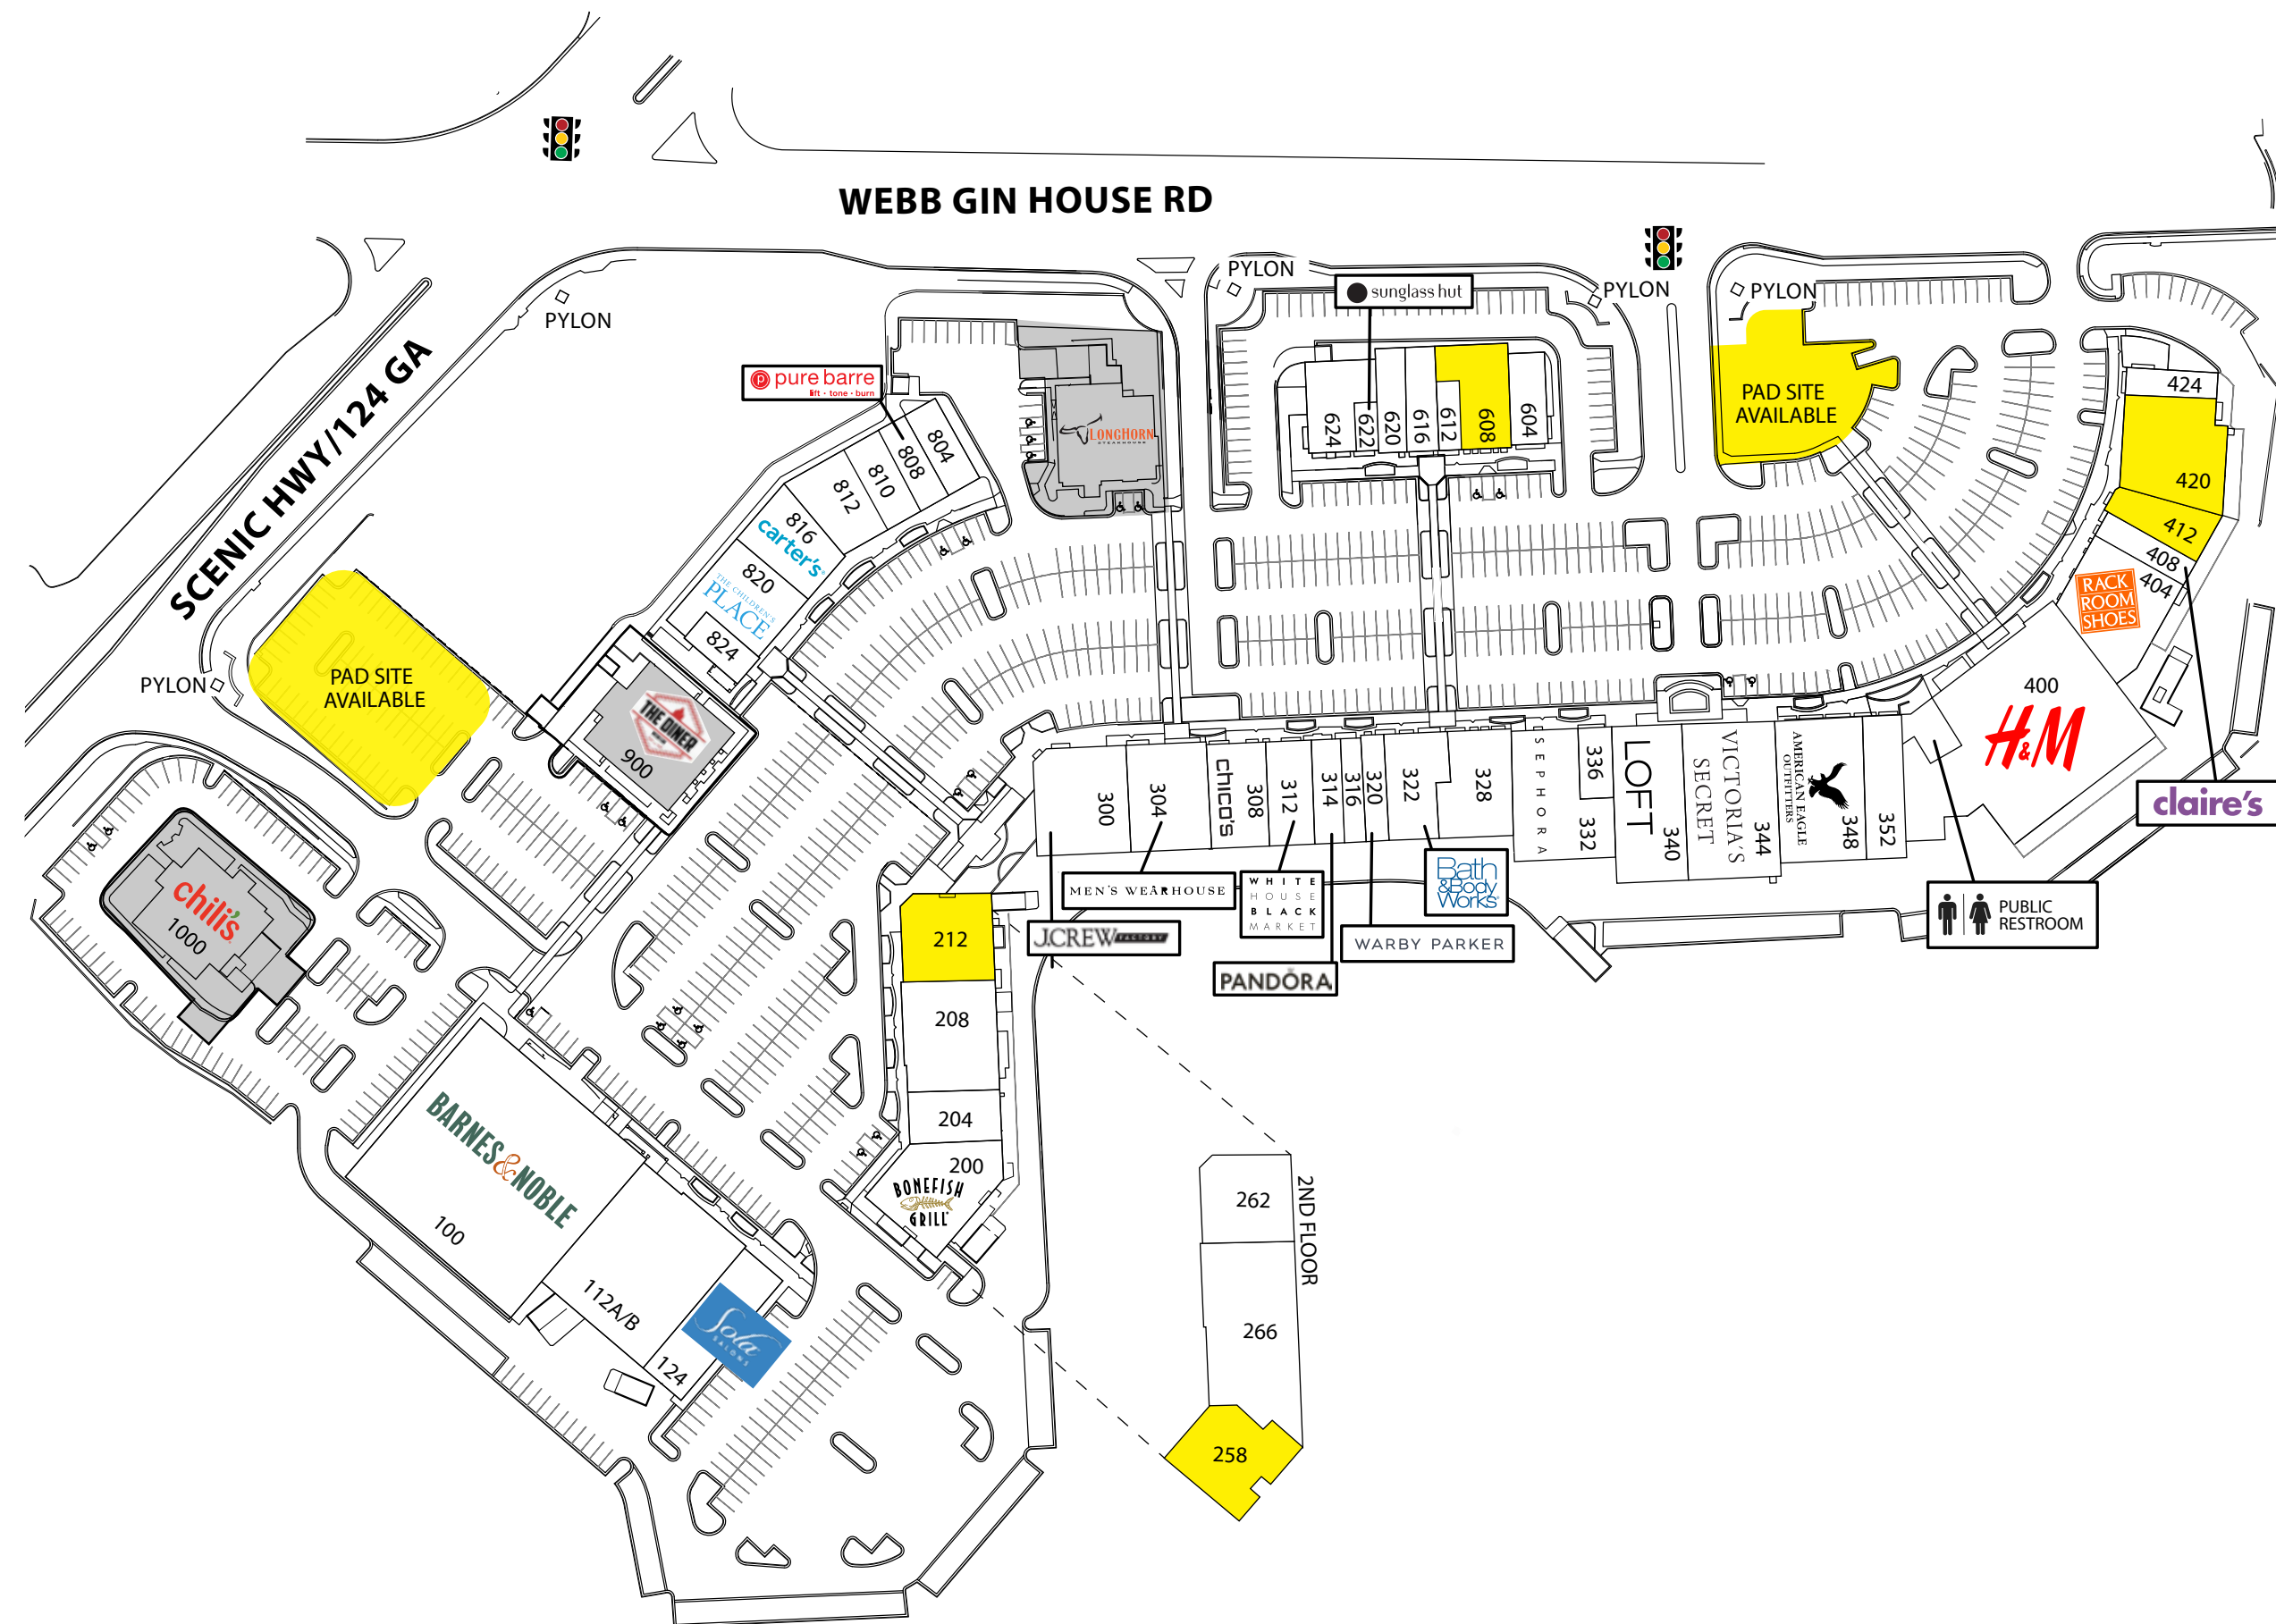 WEBB GIN HOUSE RD
SCENIC HWY/124 GA
PYLON
PYLON
PYLON
PYLON
PYLON
sunglass hut
624
622
620
616
612
608
604
PAD SITE
AVAILABLE
424
420
412
408
404
RACK
ROOM
SHOES
400
H&M
claire's
p pure barre
lift · tone · burn
LONGHORN
STEAKHOUSE
804
808
810
812
816
carter's
820
THE CHILDREN'S
PLACE
824
PAD SITE
AVAILABLE
THE DINER
900
chili's
1000
300
304
chico's
308
312
314
316
320
322
328
SEPHORA
332
336
LOFT
340
VICTORIA'S
SECRET
344
AMERICAN EAGLE
OUTFITTERS
348
352
MEN'S WEARHOUSE
WHITE
HOUSE
BLACK
MARKET
Bath
&Body
Works
J.CREW FACTORY
PANDÓRA
WARBY PARKER
PUBLIC
RESTROOM
212
208
204
200
BONEFISH
GRILL
BARNES&NOBLE
100
112A/B
124
Sola
SALONS
262
266
258
2ND FLOOR